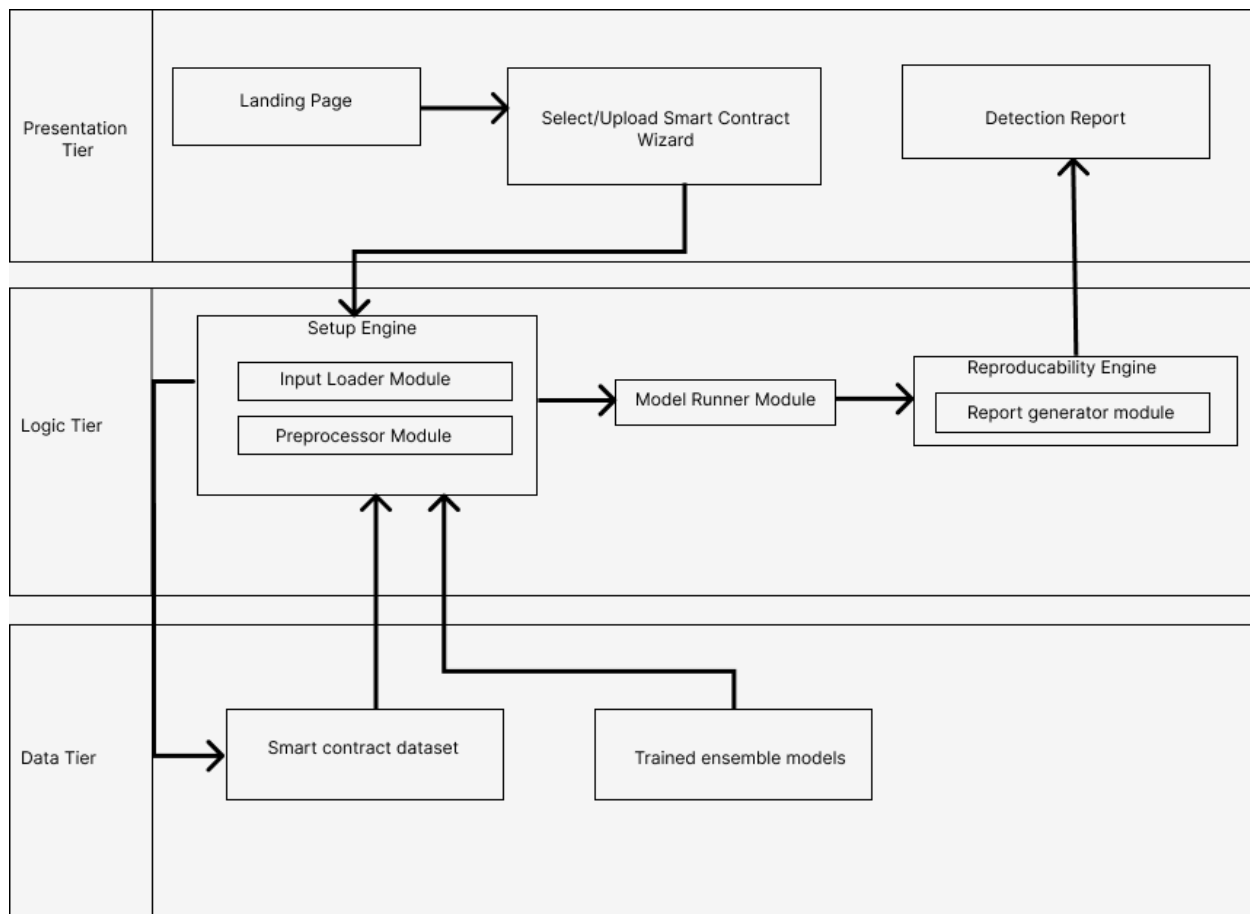 Presentation
Tier
Landing Page
Select/Upload Smart Contract
Wizard
Detection Report
Logic Tier
Setup Engine
Input Loader Module
Preprocessor Module
Model Runner Module
Reproducability Engine
Report generator module
Data Tier
Smart contract dataset
Trained ensemble models